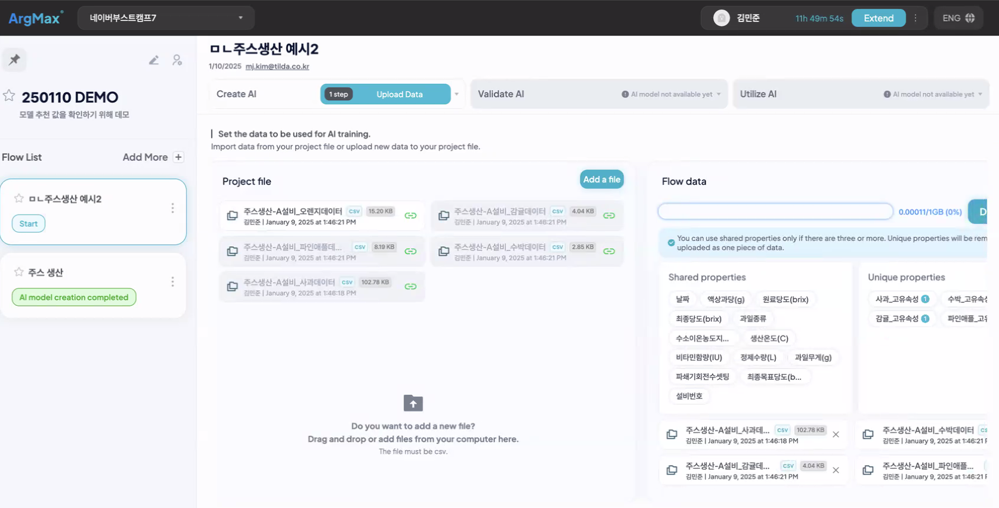 ArgMax
네이버부스트캠프7
김민준
11h 49m 54s
Extend
ENG
ㅁㄴ주스생산 예시2
1/10/2025 mj.kim@tilda.co.kr
250110 DEMO
모델 추천 값을 확인하기 위해 데모
Flow List
Add More +
ㅁㄴ주스생산 예시2
Start
주스 생산
AI model creation completed
Create AI
1 step
Upload Data
Validate AI
AI model not available yet
Utilize AI
AI model not available yet
Set the data to be used for AI training.
Import data from your project file or upload new data to your project file.
Project file
Add a file
주스생산-A설비_오렌지데이터 CSV 15.20 KB
김민준 | January 9, 2025 at 1:46:21 PM
주스생산-A설비_감귤데이터 CSV 4.04 KB
김민준 | January 9, 2025 at 1:46:21 PM
주스생산-A설비_파인애플데... CSV 8.19 KB
김민준 | January 9, 2025 at 1:46:21 PM
주스생산-A설비_수박데이터 CSV 2.85 KB
김민준 | January 9, 2025 at 1:46:21 PM
주스생산-A설비_사과데이터 CSV 102.78 KB
김민준 | January 9, 2025 at 1:46:18 PM
Do you want to add a new file?
Drag and drop or add files from your computer here.
The file must be csv.
Flow data
0.00011/1GB (0%)
D
You can use shared properties only if there are three or more. Unique properties will be rem
uploaded as one piece of data.
Shared properties
날짜 액상과당(g) 원료당도(brix)
최종당도(brix) 과일종류
수소이온농도지... 생산온도(C)
비타민함량(IU) 정제수량(L) 과일무게(g)
파쇄기회전수셋팅 최종목표당도(b...
설비번호
Unique properties
사과_고유속성 1 수박_고유속성
감귤_고유속성 1 파인애플_고유
주스생산-A설비_사과데... CSV 102.78 KB
김민준 | January 9, 2025 at 1:46:18 PM
주스생산-A설비_수박데이터 CS
김민준 | January 9, 2025 at 1:46:21 P
주스생산-A설비_감귤데... CSV 4.04 KB
김민준 | January 9, 2025 at 1:46:21 PM
주스생산-A설비_파인애플...
김민준 | January 9, 2025 at 1:46:21 P